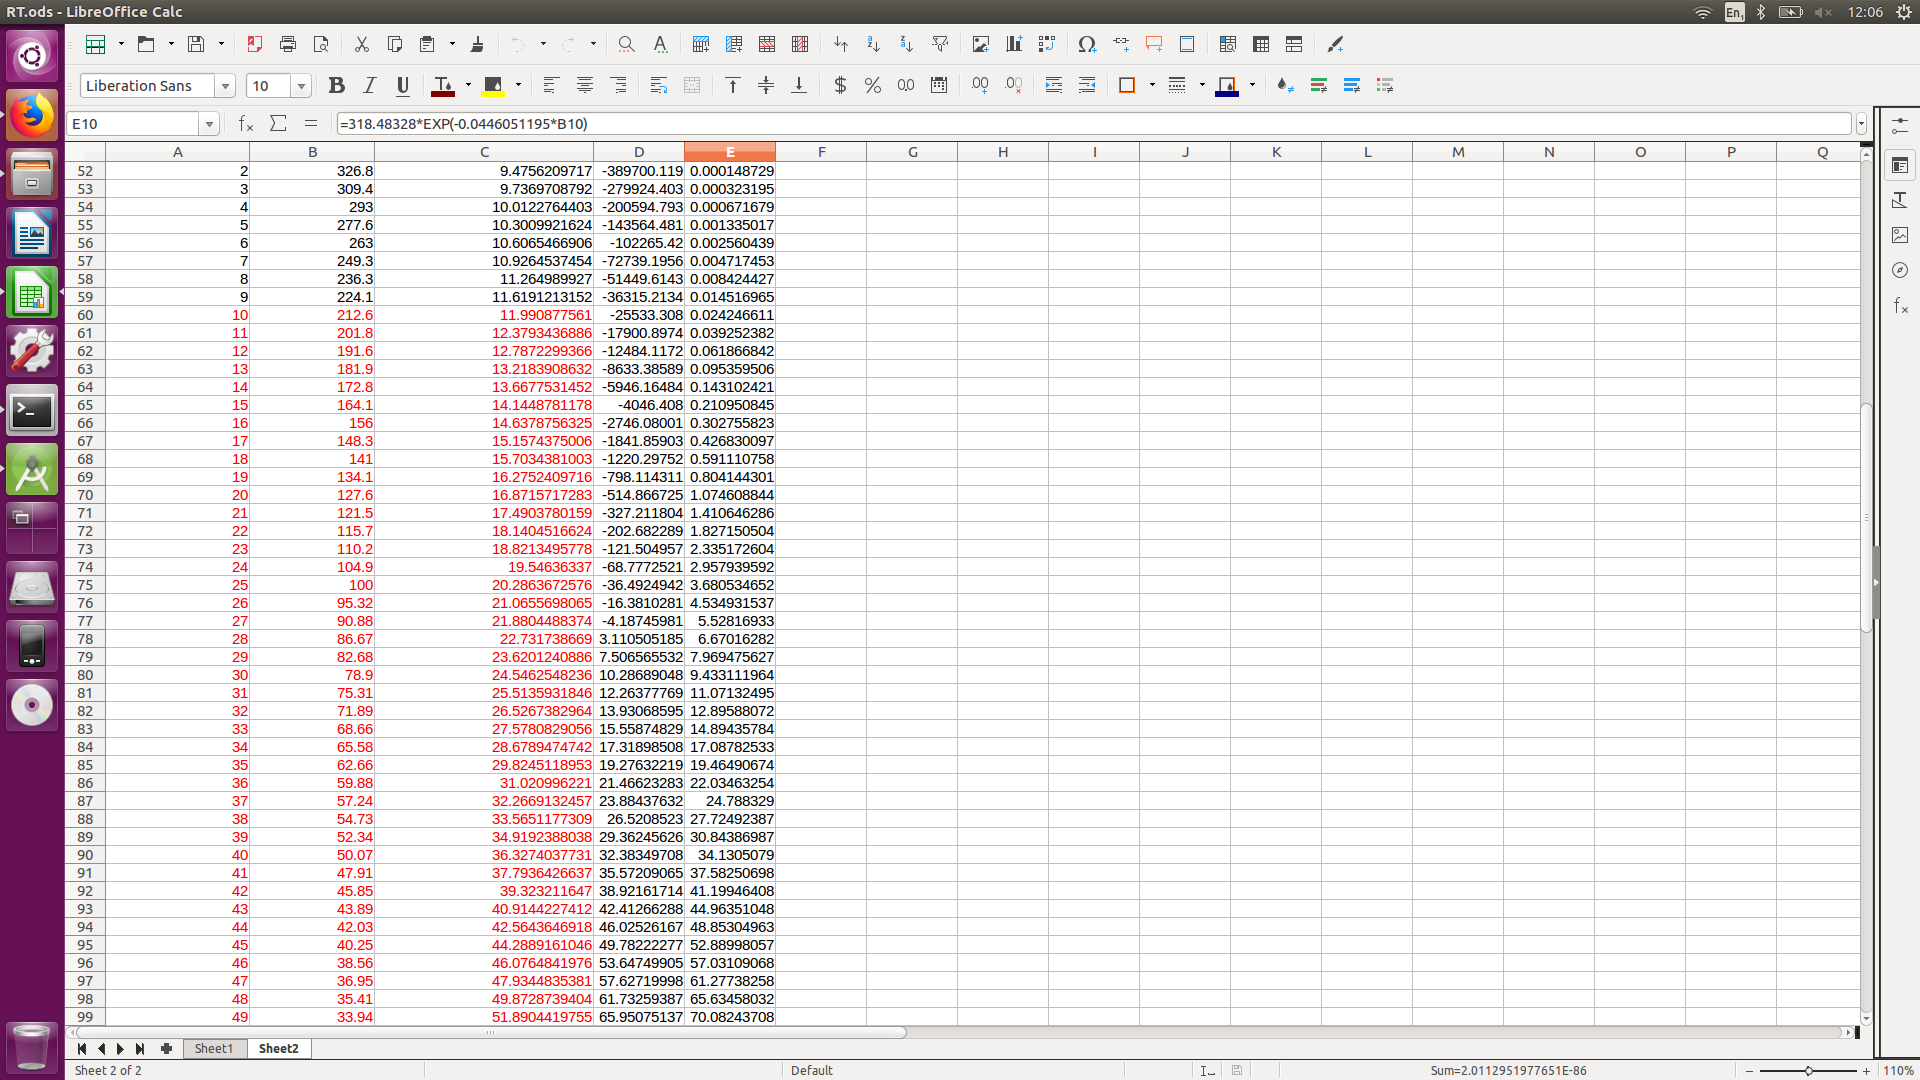 RT.ods - LibreOffice Calc En1 12:06
Liberation Sans 10
E10 =318.48328*EXP(-0.0446051195*B10)
A B C D E F G H I J K L M N O P Q
52 2 326.8 9.4756209717 -389700.119 0.000148729
53 3 309.4 9.7369708792 -279924.403 0.000323195
54 4 293 10.0122764403 -200594.793 0.000671679
55 5 277.6 10.3009921624 -143564.481 0.001335017
56 6 263 10.6065466906 -102265.42 0.002560439
57 7 249.3 10.9264537454 -72739.1956 0.004717453
58 8 236.3 11.264989927 -51449.6143 0.008424427
59 9 224.1 11.6191213152 -36315.2134 0.014516965
60 10 212.6 11.990877561 -25533.308 0.024246611
61 11 201.8 12.3793436886 -17900.8974 0.039252382
62 12 191.6 12.7872299366 -12484.1172 0.061866842
63 13 181.9 13.2183908632 -8633.38589 0.095359506
64 14 172.8 13.6677531452 -5946.16484 0.143102421
65 15 164.1 14.1448781178 -4046.408 0.210950845
66 16 156 14.6378756325 -2746.08001 0.302755823
67 17 148.3 15.1574375006 -1841.85903 0.426830097
68 18 141 15.7034381003 -1220.29752 0.591110758
69 19 134.1 16.2752409716 -798.114311 0.804144301
70 20 127.6 16.8715717283 -514.866725 1.074608844
71 21 121.5 17.4903780159 -327.211804 1.410646286
72 22 115.7 18.1404516624 -202.682289 1.827150504
73 23 110.2 18.8213495778 -121.504957 2.335172604
74 24 104.9 19.54636337 -68.7772521 2.957939592
75 25 100 20.2863672576 -36.4924942 3.680534652
76 26 95.32 21.0655698065 -16.3810281 4.534931537
77 27 90.88 21.8804488374 -4.18745981 5.52816933
78 28 86.67 22.731738669 3.110505185 6.67016282
79 29 82.68 23.6201240886 7.506565532 7.969475627
80 30 78.9 24.5462548236 10.28689048 9.433111964
81 31 75.31 25.5135931846 12.26377769 11.07132495
82 32 71.89 26.5267382964 13.93068595 12.89588072
83 33 68.66 27.5780829056 15.55874829 14.89435784
84 34 65.58 28.6789474742 17.31898508 17.08782533
85 35 62.66 29.8245118953 19.27632219 19.46490674
86 36 59.88 31.020996221 21.46623283 22.03463254
87 37 57.24 32.2669132457 23.88437632 24.788329
88 38 54.73 33.5651177309 26.5208523 27.72492387
89 39 52.34 34.9192388038 29.36245626 30.84386987
90 40 50.07 36.3274037731 32.38349708 34.1305079
91 41 47.91 37.7936426637 35.57209065 37.58250698
92 42 45.85 39.323211647 38.92161714 41.19946408
93 43 43.89 40.9144227412 42.41266288 44.96351048
94 44 42.03 42.5643646918 46.02526167 48.85304963
95 45 40.25 44.2889161046 49.78222277 52.88998057
96 46 38.56 46.0764841976 53.64749905 57.03109068
97 47 36.95 47.9344835381 57.62719998 61.27738258
98 48 35.41 49.8728739404 61.73259387 65.63458032
99 49 33.94 51.8904419755 65.95075137 70.08243708
Sheet1 Sheet2
Sheet 2 of 2 Default Sum=2.0112951977651E-86 110%